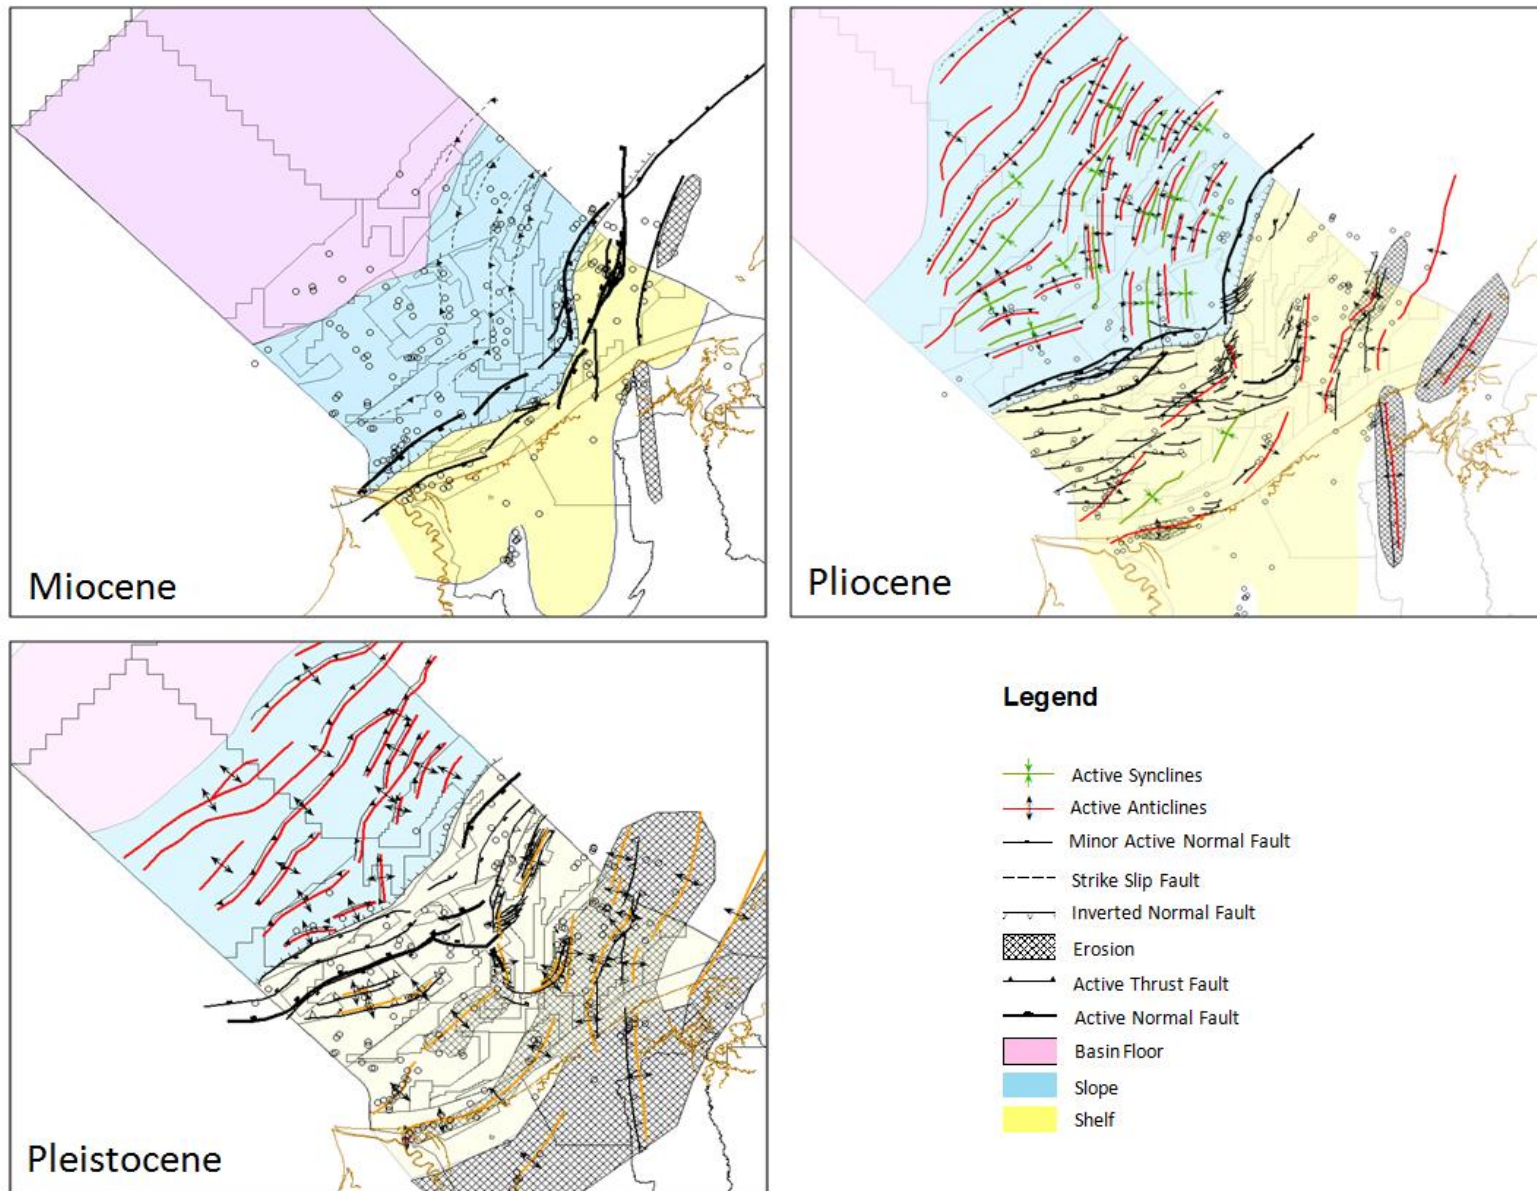 Miocene
Pliocene
Pleistocene
Legend
Active Synclines
Active Anticlines
Minor Active Normal Fault
Strike Slip Fault
Inverted Normal Fault
Erosion
Active Thrust Fault
Active Normal Fault
Basin Floor
Slope
Shelf